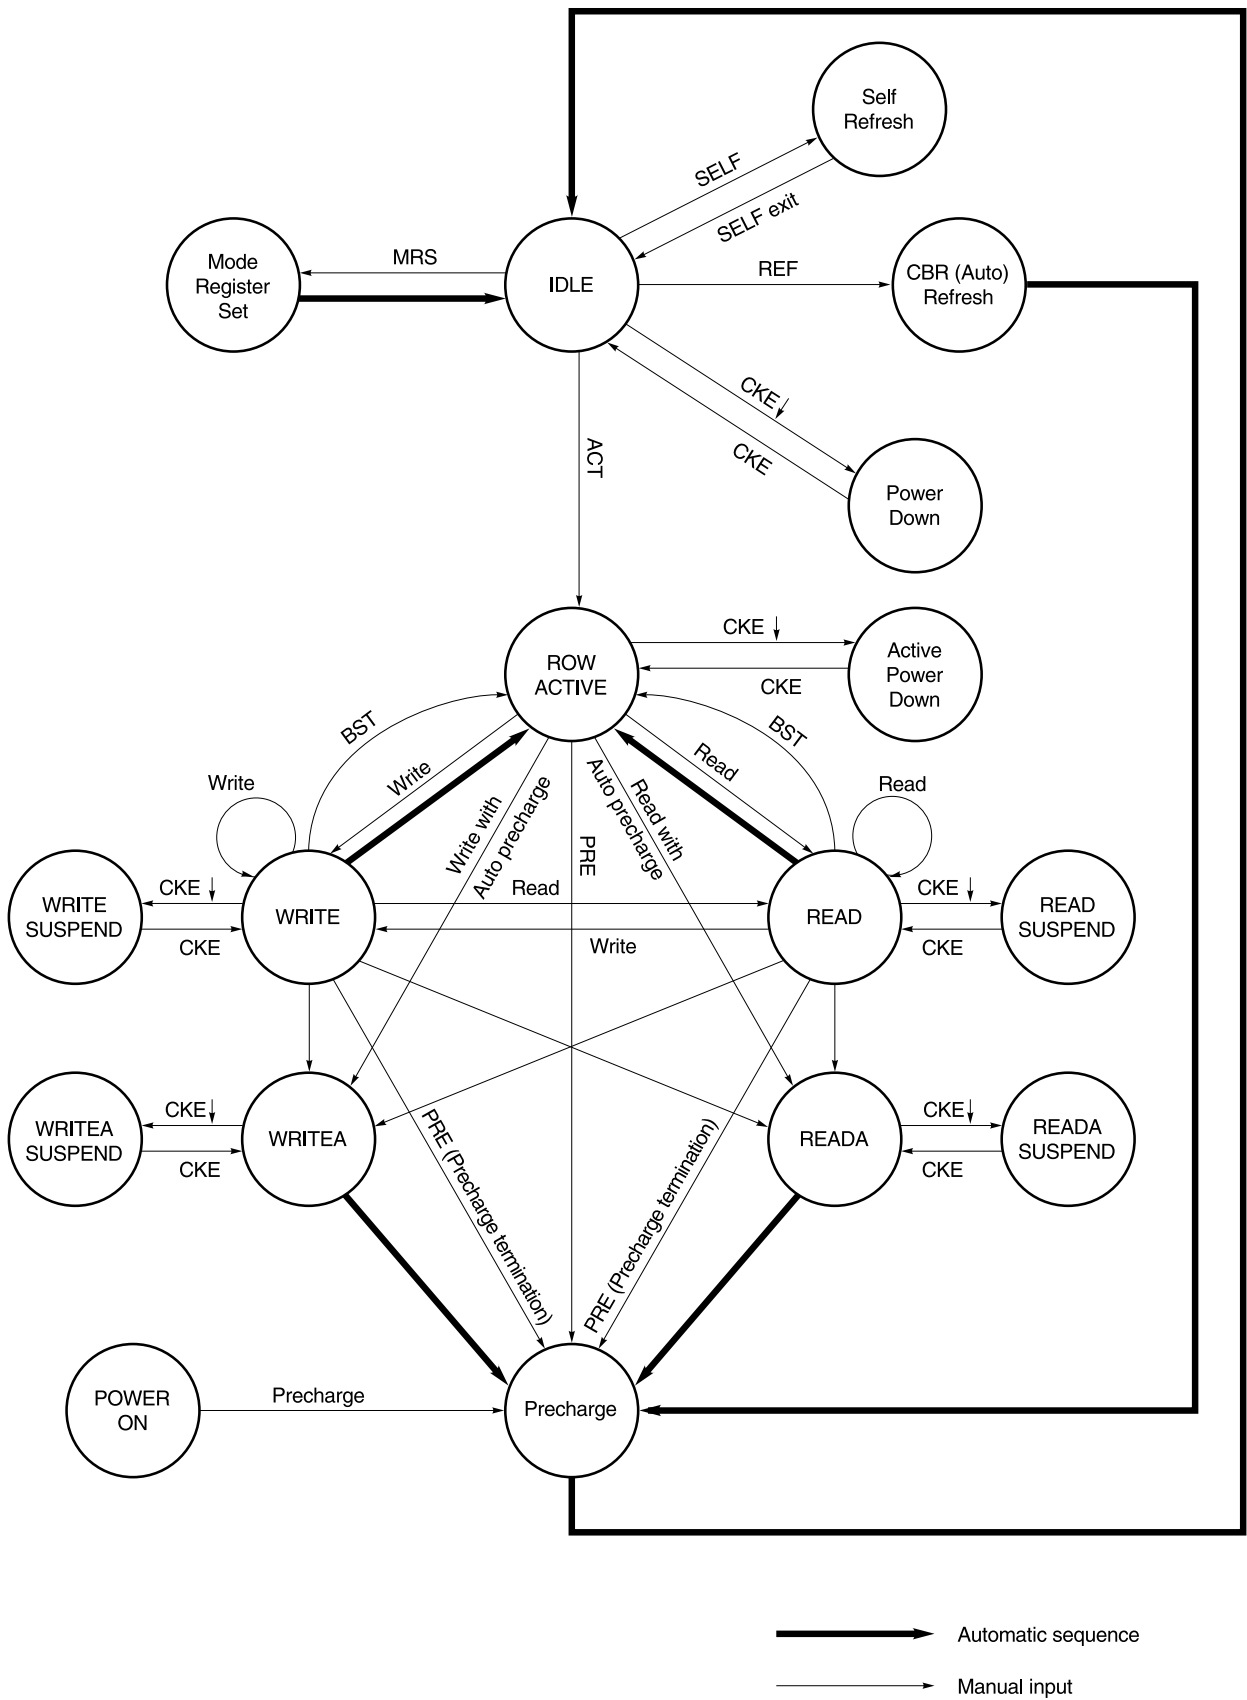 Self
Refresh
SELF
SELF exit
Mode
Register
Set
MRS
IDLE
REF
CBR (Auto)
Refresh
CKE
CKE
ACT
Power
Down
ROW
ACTIVE
CKE
CKE
Active
Power
Down
BST
BST
Write
Read
Write
Read
Write with
Auto precharge
PRE
Read with
Auto precharge
WRITE
SUSPEND
CKE
CKE
WRITE
Read
Write
READ
CKE
CKE
READ
SUSPEND
WRITEA
SUSPEND
CKE
CKE
WRITEA
PRE (Precharge termination)
PRE (Precharge termination)
READA
CKE
CKE
READA
SUSPEND
POWER
ON
Precharge
Precharge
Automatic sequence
Manual input